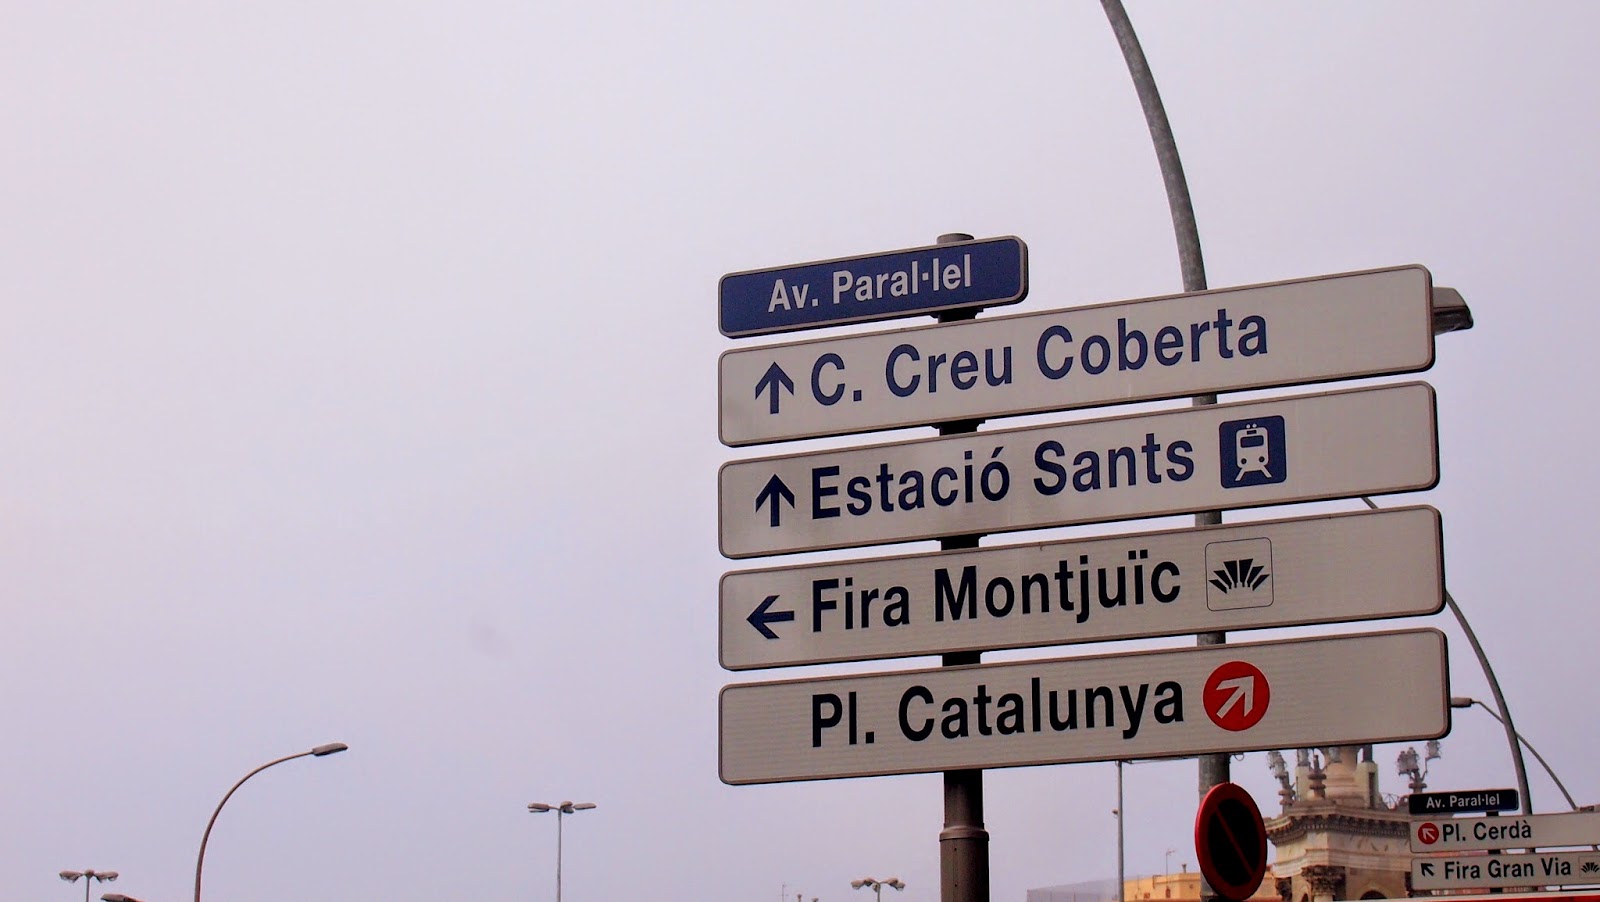 Av. Paral·lel
C. Creu Coberta
Estació Sants
Fira Montjuïc
Pl. Catalunya
Av. Paral·lel
Pl. Cerdà
Fira Gran Via